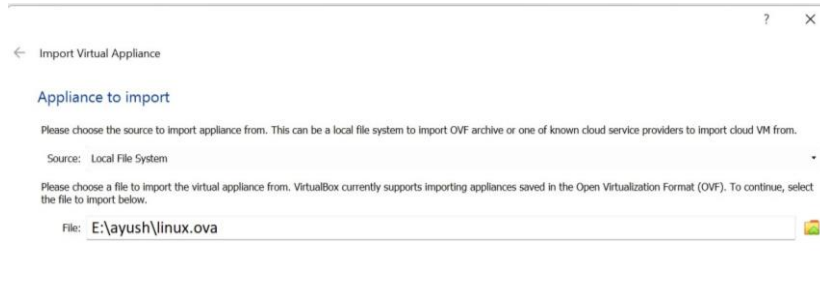 ?
Import Virtual Appliance
Appliance to import
Please choose the source to import appliance from. This can be a local file system to import OVF archive or one of known cloud service providers to import cloud VM from.
Source: Local File System
Please choose a file to import the virtual appliance from. VirtualBox currently supports importing appliances saved in the Open Virtualization Format (OVF). To continue, select
the file to import below.
File: E:\ayush\linux.ova